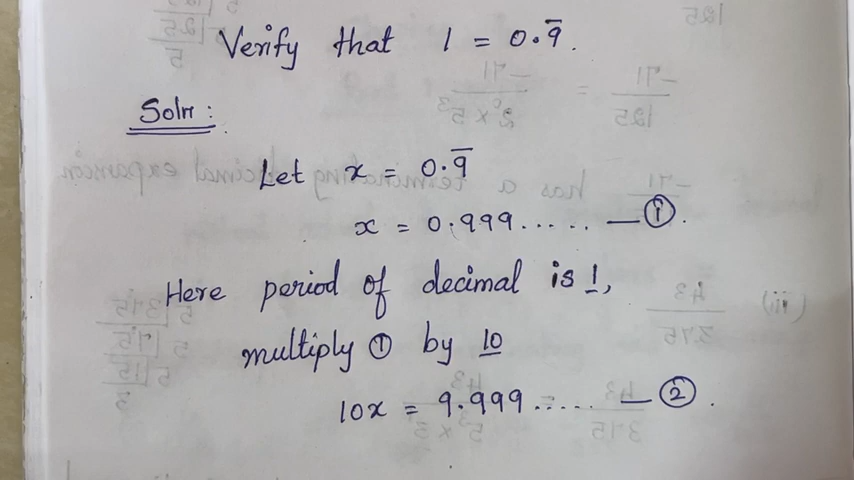 Verify that 1 = 0.9̅.
Soln:
Let x = 0.9̅
x = 0.999..... — ①.
Here period of decimal is 1,
multiply ① by 10
10x = 9.999..... — ②.